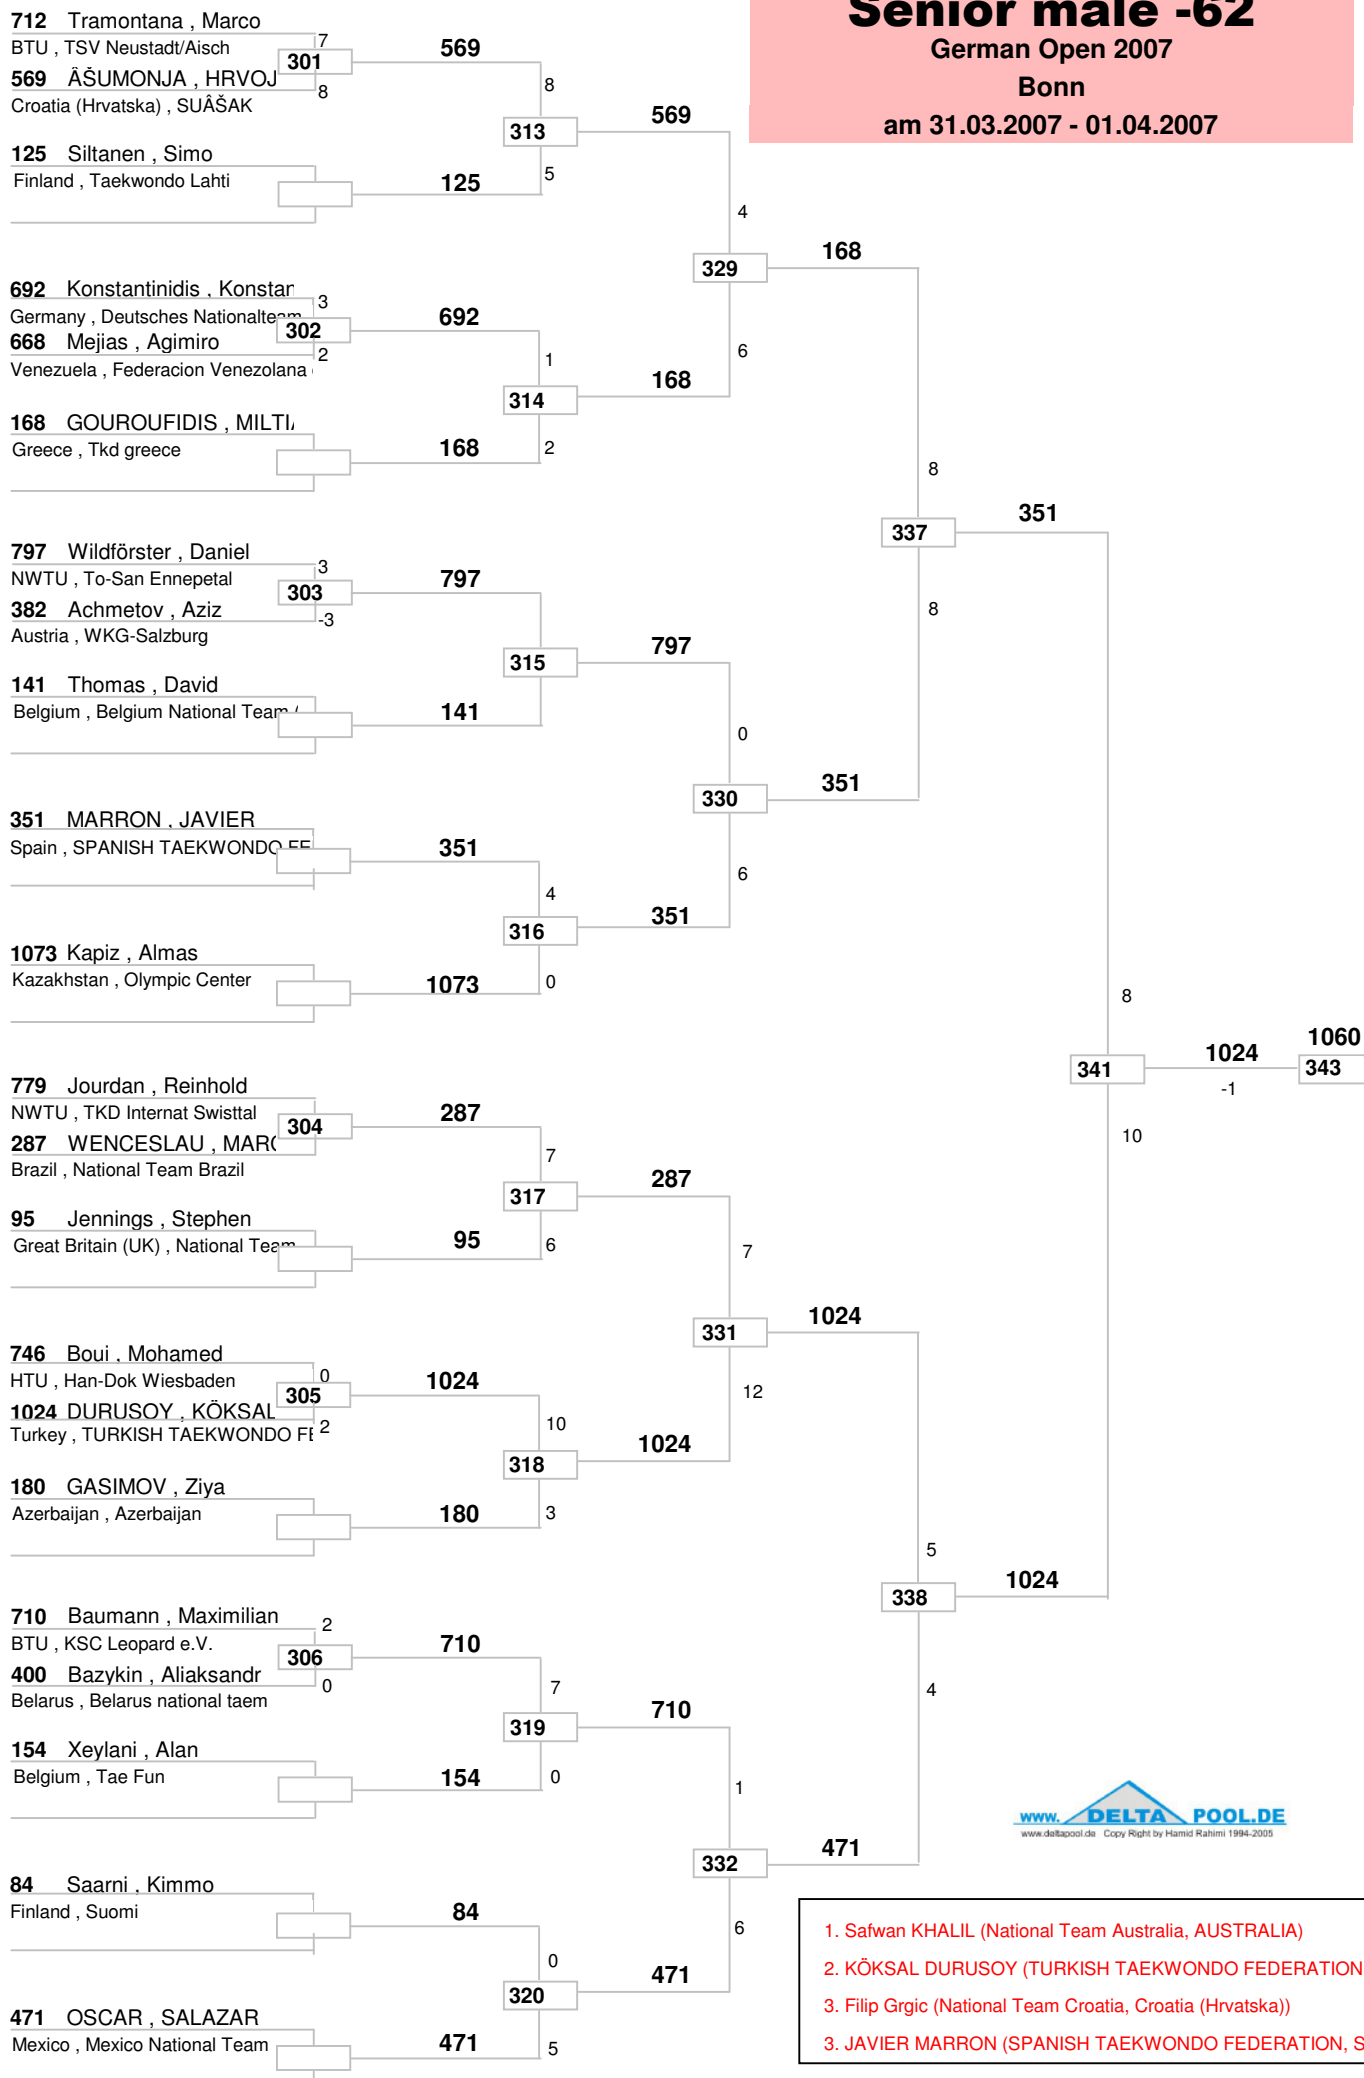 Senior male -62
German Open 2007
Bonn
am 31.03.2007 - 01.04.2007
712 Tramontana , Marco
BTU , TSV Neustadt/Aisch
7
301
569
569 ÂŠUMONJA , HRVOJ
8
Croatia (Hrvatska) , SUÂŠAK
8
313
569
125 Siltanen , Simo
Finland , Taekwondo Lahti
125
5
4
329
168
692 Konstantinidis , Konstan
3
Germany , Deutsches Nationalteam
302
692
668 Mejias , Agimiro
2
Venezuela , Federacion Venezolana
1
6
314
168
168 GOUROUFIDIS , MILTI
Greece , Tkd greece
168
2
8
337
351
797 Wildförster , Daniel
3
NWTU , To-San Ennepetal
303
797
382 Achmetov , Aziz
-3
Austria , WKG-Salzburg
8
315
797
141 Thomas , David
Belgium , Belgium National Team
141
0
330
351
351 MARRON , JAVIER
Spain , SPANISH TAEKWONDO FE
351
4
6
316
351
1073 Kapiz , Almas
Kazakhstan , Olympic Center
1073
0
8
341
1024
-1
1060
343
10
779 Jourdan , Reinhold
NWTU , TKD Internat Swisttal
304
287
287 WENCESLAU , MARC
Brazil , National Team Brazil
7
317
287
95 Jennings , Stephen
Great Britain (UK) , National Team
95
6
7
331
1024
746 Boui , Mohamed
0
HTU , Han-Dok Wiesbaden
305
1024
1024 DURUSOY , KÖKSAL
2
Turkey , TURKISH TAEKWONDO FE
10
12
318
1024
180 GASIMOV , Ziya
Azerbaijan , Azerbaijan
180
3
5
338
1024
710 Baumann , Maximilian
2
BTU , KSC Leopard e.V.
306
710
400 Bazykin , Aliaksandr
0
Belarus , Belarus national taem
7
4
319
710
154 Xeylani , Alan
Belgium , Tae Fun
154
0
1
332
471
84 Saarni , Kimmo
Finland , Suomi
84
0
6
320
471
471 OSCAR , SALAZAR
Mexico , Mexico National Team
471
5
www. DELTA POOL.DE
www.deltapool.de Copy Right by Hamid Rahimi 1994-2005
1. Safwan KHALIL (National Team Australia, AUSTRALIA)
2. KÖKSAL DURUSOY (TURKISH TAEKWONDO FEDERATION
3. Filip Grgic (National Team Croatia, Croatia (Hrvatska))
3. JAVIER MARRON (SPANISH TAEKWONDO FEDERATION, S